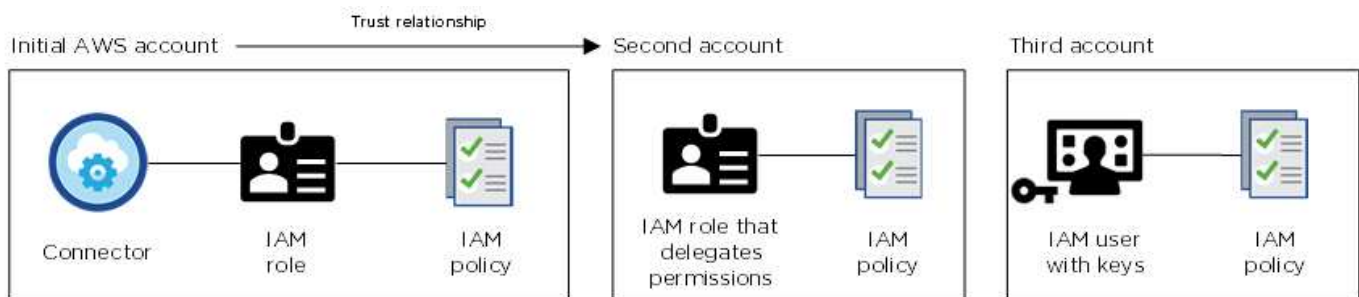 Trust relationship
Initial AWS account
Second account
Third account
Connector
IAM
role
IAM
policy
IAM role that
delegates
permissions
IAM
policy
IAM user
with keys
IAM
policy